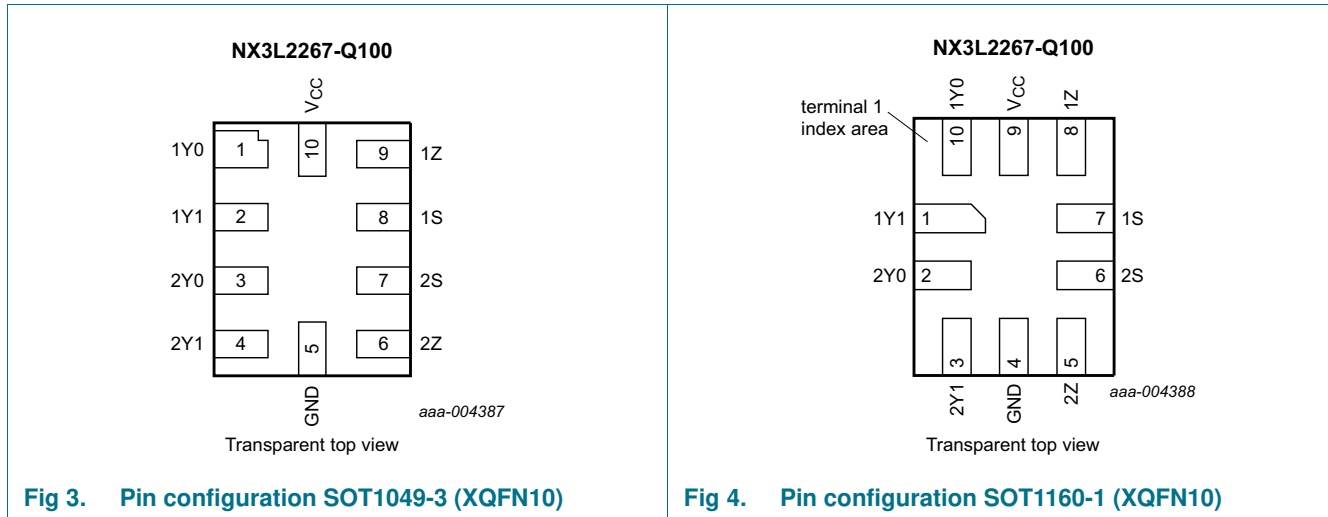 NX3L2267-Q100
VCC
1Y0 1 10 9 1Z
1Y1 2 8 1S
2Y0 3 7 2S
2Y1 4 5 6 2Z
GND
aaa-004387
Transparent top view
Fig 3. Pin configuration SOT1049-3 (XQFN10)
NX3L2267-Q100
terminal 1
index area
1Y0 VCC 1Z
10 9 8
1Y1 1 7 1S
2Y0 2 6 2S
3 4 5
2Y1 GND 2Z
aaa-004388
Transparent top view
Fig 4. Pin configuration SOT1160-1 (XQFN10)